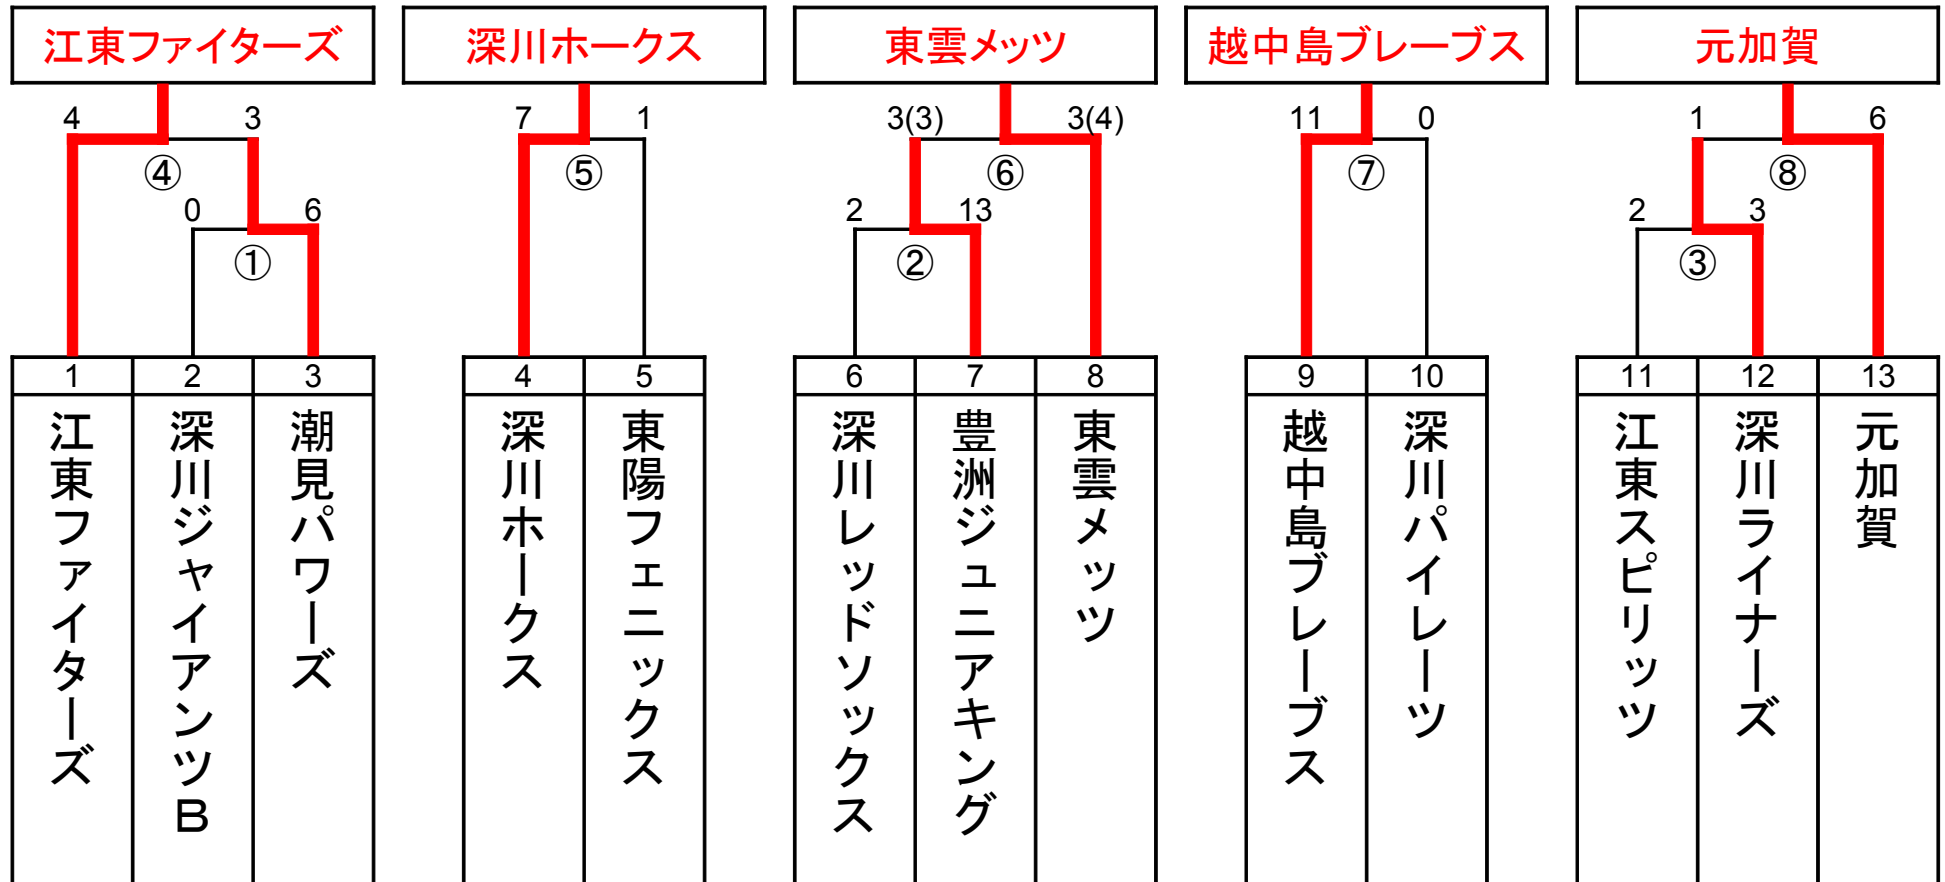 江東ファイターズ
深川ホークス
東雲メッツ
越中島ブレーブス
元加賀
4 3
7 1
3(3) 3(4)
11 0
1 6
④
⑤
⑥
⑦
⑧
0 6
2 13
2 3
①
②
③
1 2 3
4 5
6 7 8
9 10
11 12 13
江東ファイターズ
深川ジャイアンツB
潮見パワーズ
深川ホークス
東陽フェニックス
深川レッドソックス
豊洲ジュニアキング
東雲メッツ
越中島ブレーブス
深川パイレーツ
江東スピリッツ
深川ライナーズ
元加賀